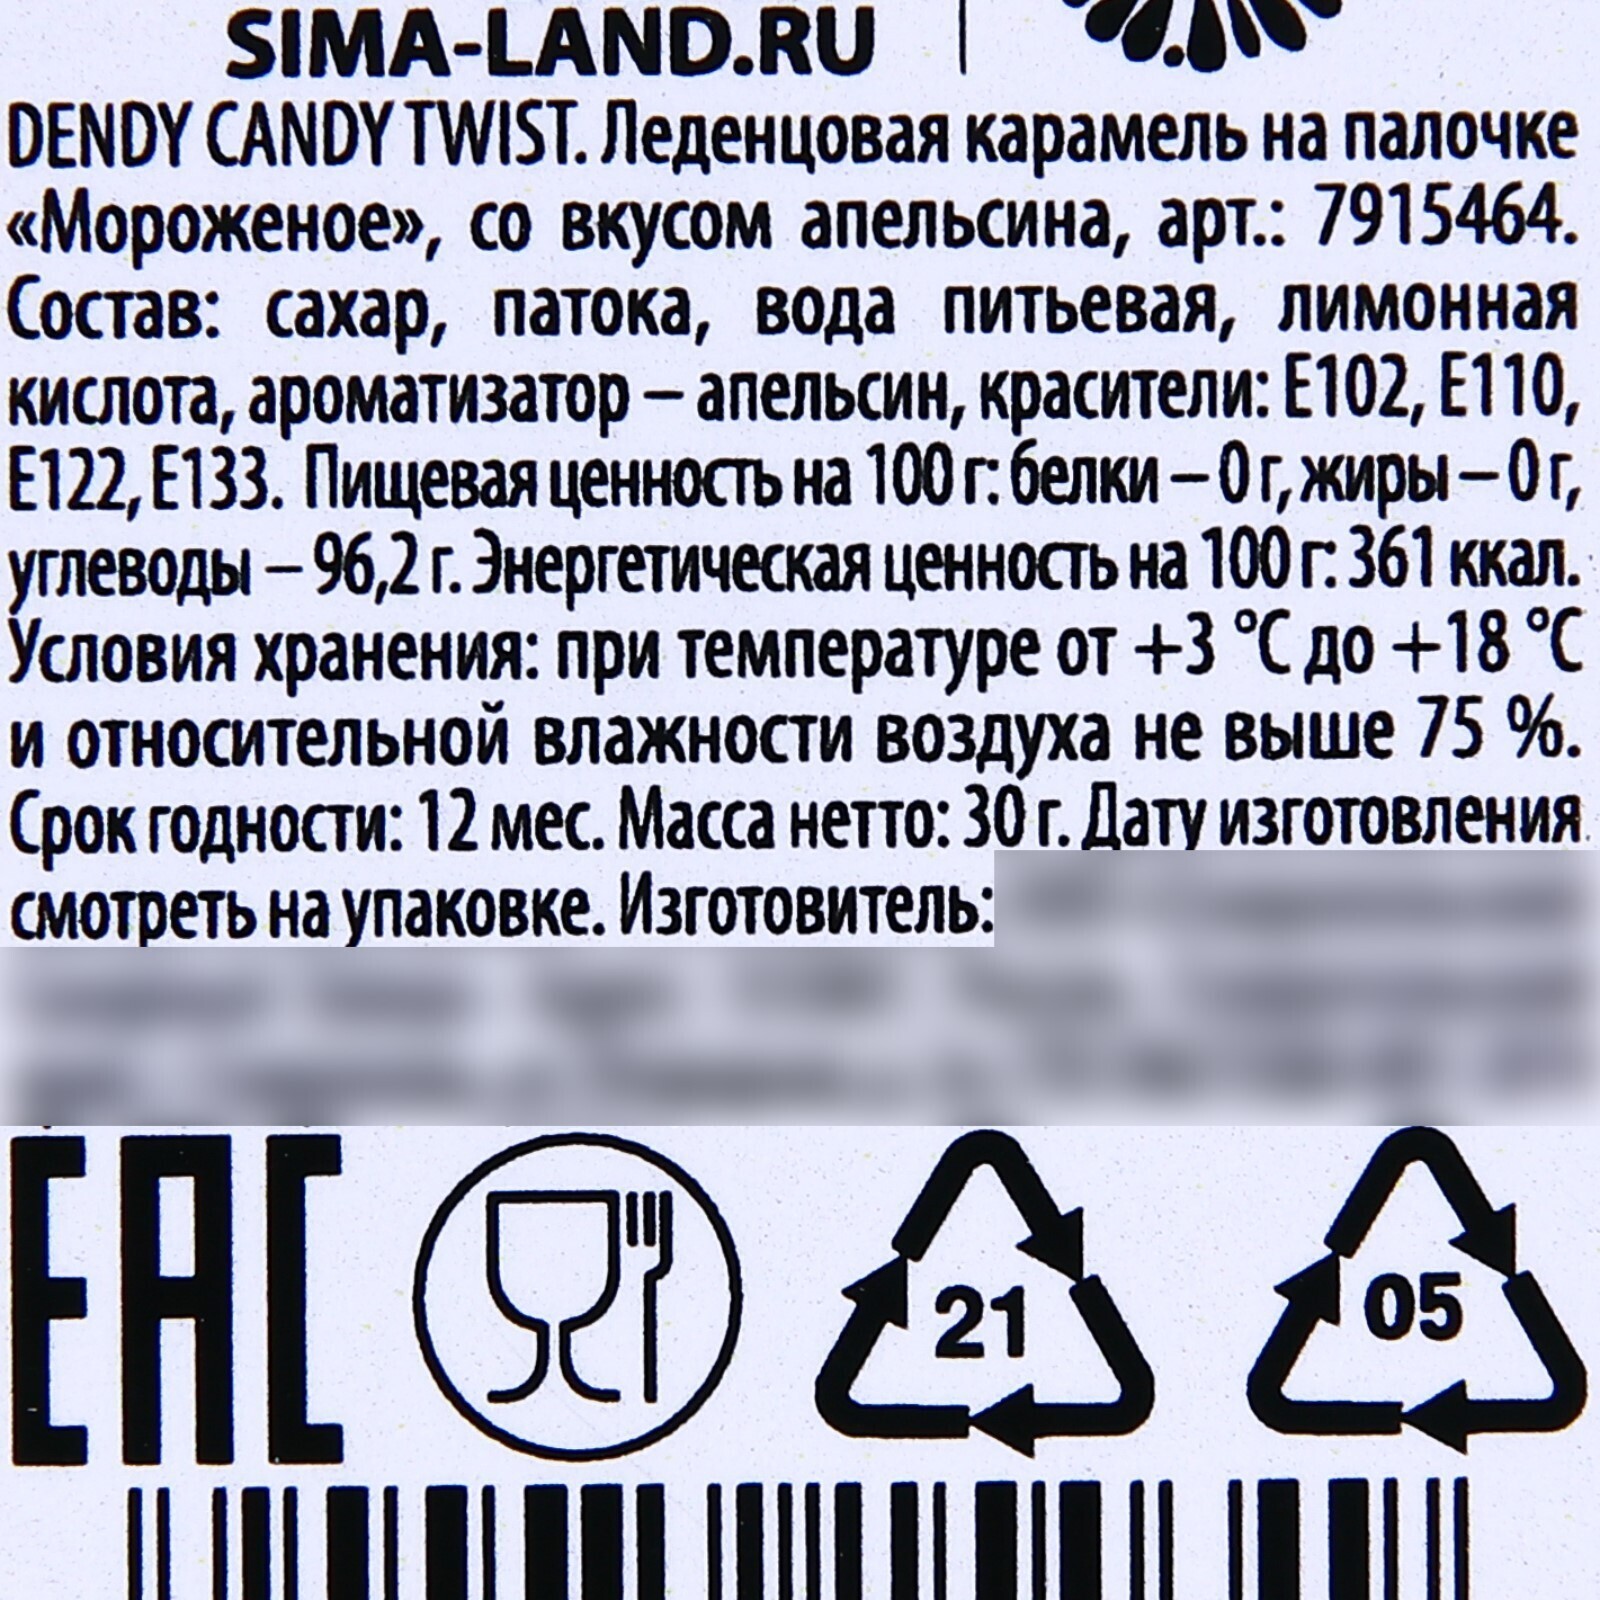 SIMA-LAND.RU
DENDY CANDY TWIST. Леденцовая карамель на палочке
«Мороженое», со вкусом апельсина, арт.: 7915464.
Состав: сахар, патока, вода питьевая, лимонная
кислота, ароматизатор – апельсин, красители: Е102, Е110,
Е122, Е133. Пищевая ценность на 100 г: белки – 0 г, жиры – 0 г,
углеводы – 96,2 г. Энергетическая ценность на 100 г: 361 ккал.
Условия хранения: при температуре от +3 °С до +18 °С
и относительной влажности воздуха не выше 75 %.
Срок годности: 12 мес. Масса нетто: 30 г. Дату изготовления
смотреть на упаковке. Изготовитель:
EAC 21 05